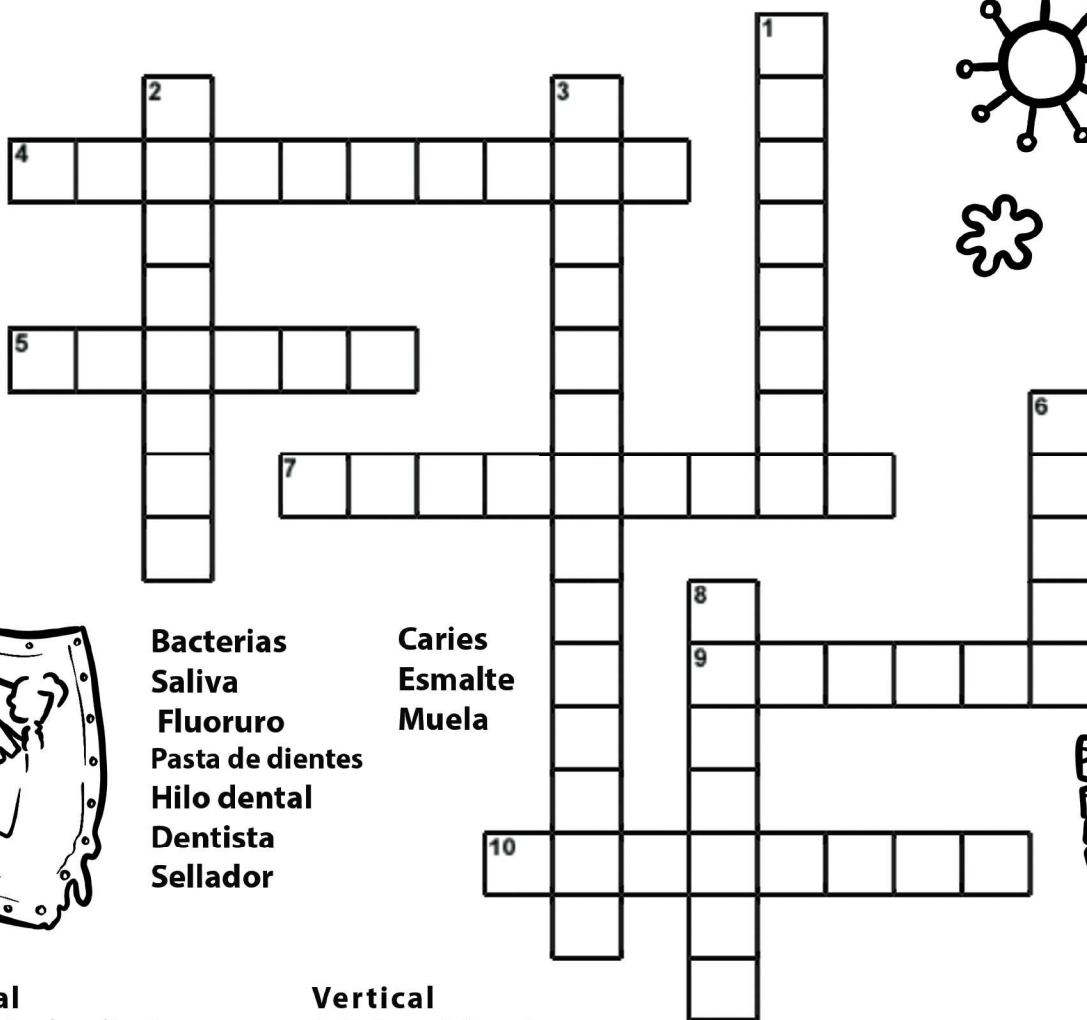 1
2
3
4
5
6
7
8
9
10
Bacterias
Saliva
Fluoruro
Pasta de dientes
Hilo dental
Dentista
Sellador
Caries
Esmalte
Muela
al
Vertical